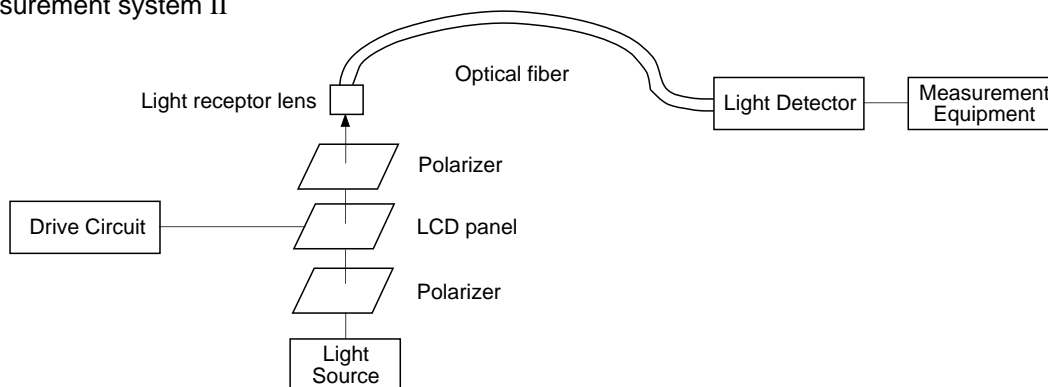 surement system II
Optical fiber
Light receptor lens
Light Detector
Measurement
Equipment
Polarizer
Drive Circuit
LCD panel
Polarizer
Light
Source